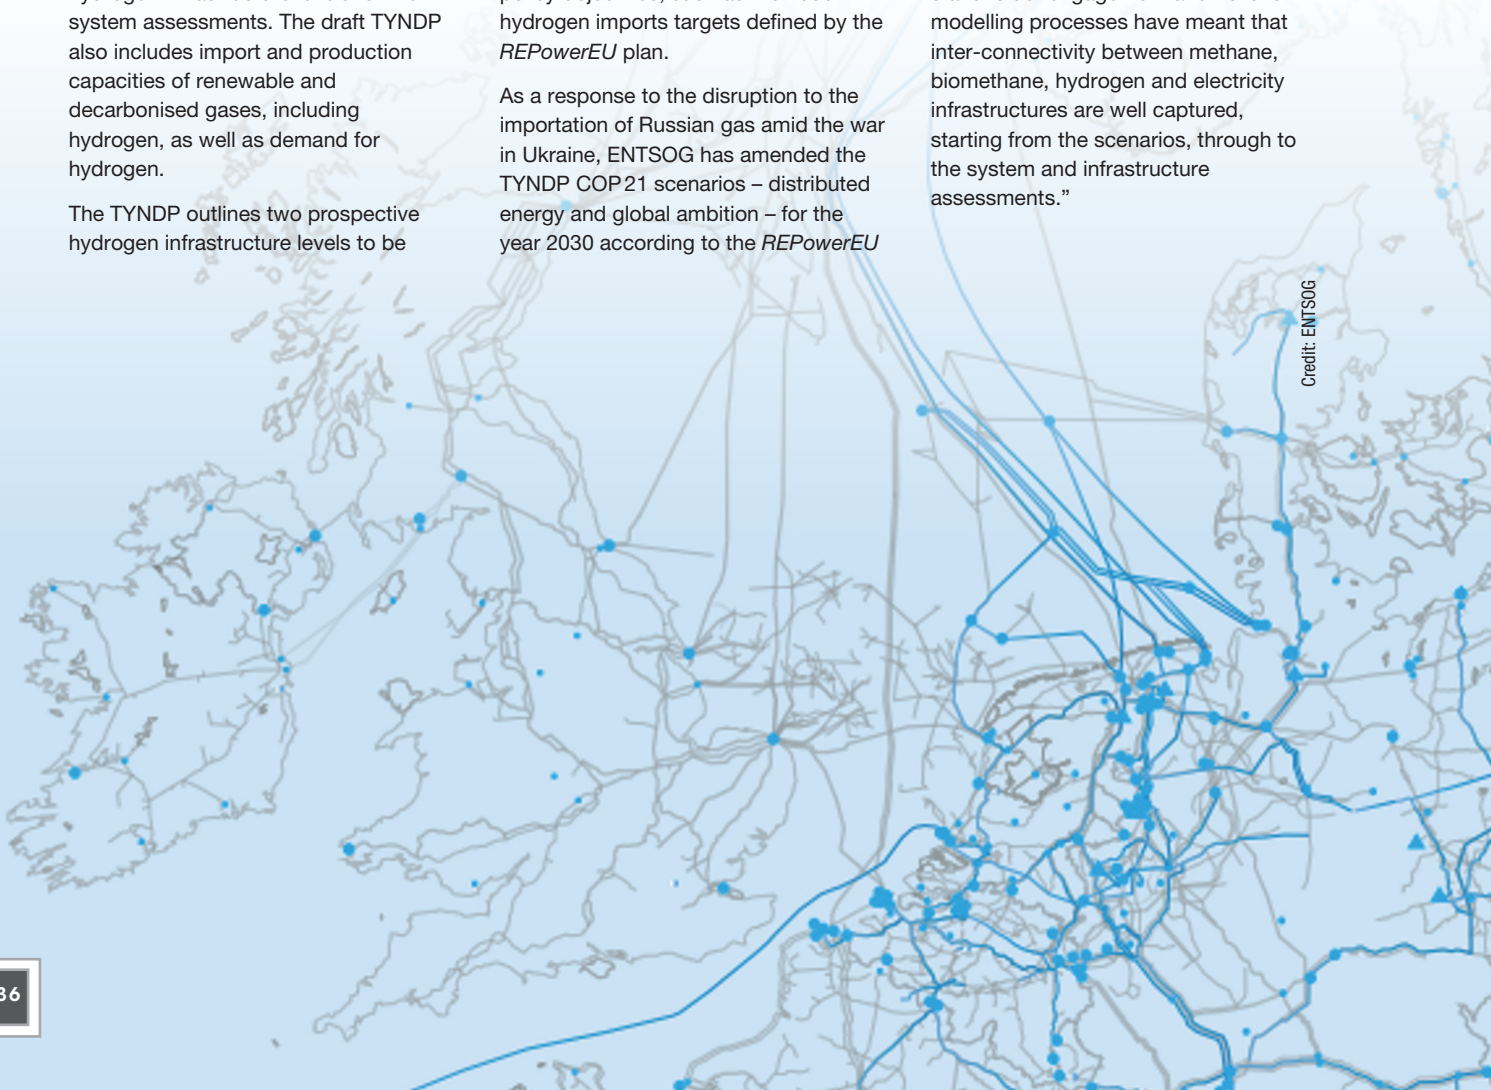 system assessments. The draft TYNDP
also includes import and production
capacities of renewable and
decarbonised gases, including
hydrogen, as well as demand for
hydrogen.
The TYNDP outlines two prospective
hydrogen infrastructure levels to be
hydrogen imports targets defined by the
REPowerEU plan.
As a response to the disruption to the
importation of Russian gas amid the war
in Ukraine, ENTSOG has amended the
TYNDP COP21 scenarios – distributed
energy and global ambition – for the
year 2030 according to the REPowerEU
modelling processes have meant that
inter-connectivity between methane,
biomethane, hydrogen and electricity
infrastructures are well captured,
starting from the scenarios, through to
the system and infrastructure
assessments.”
Credit: ENTSOG
36